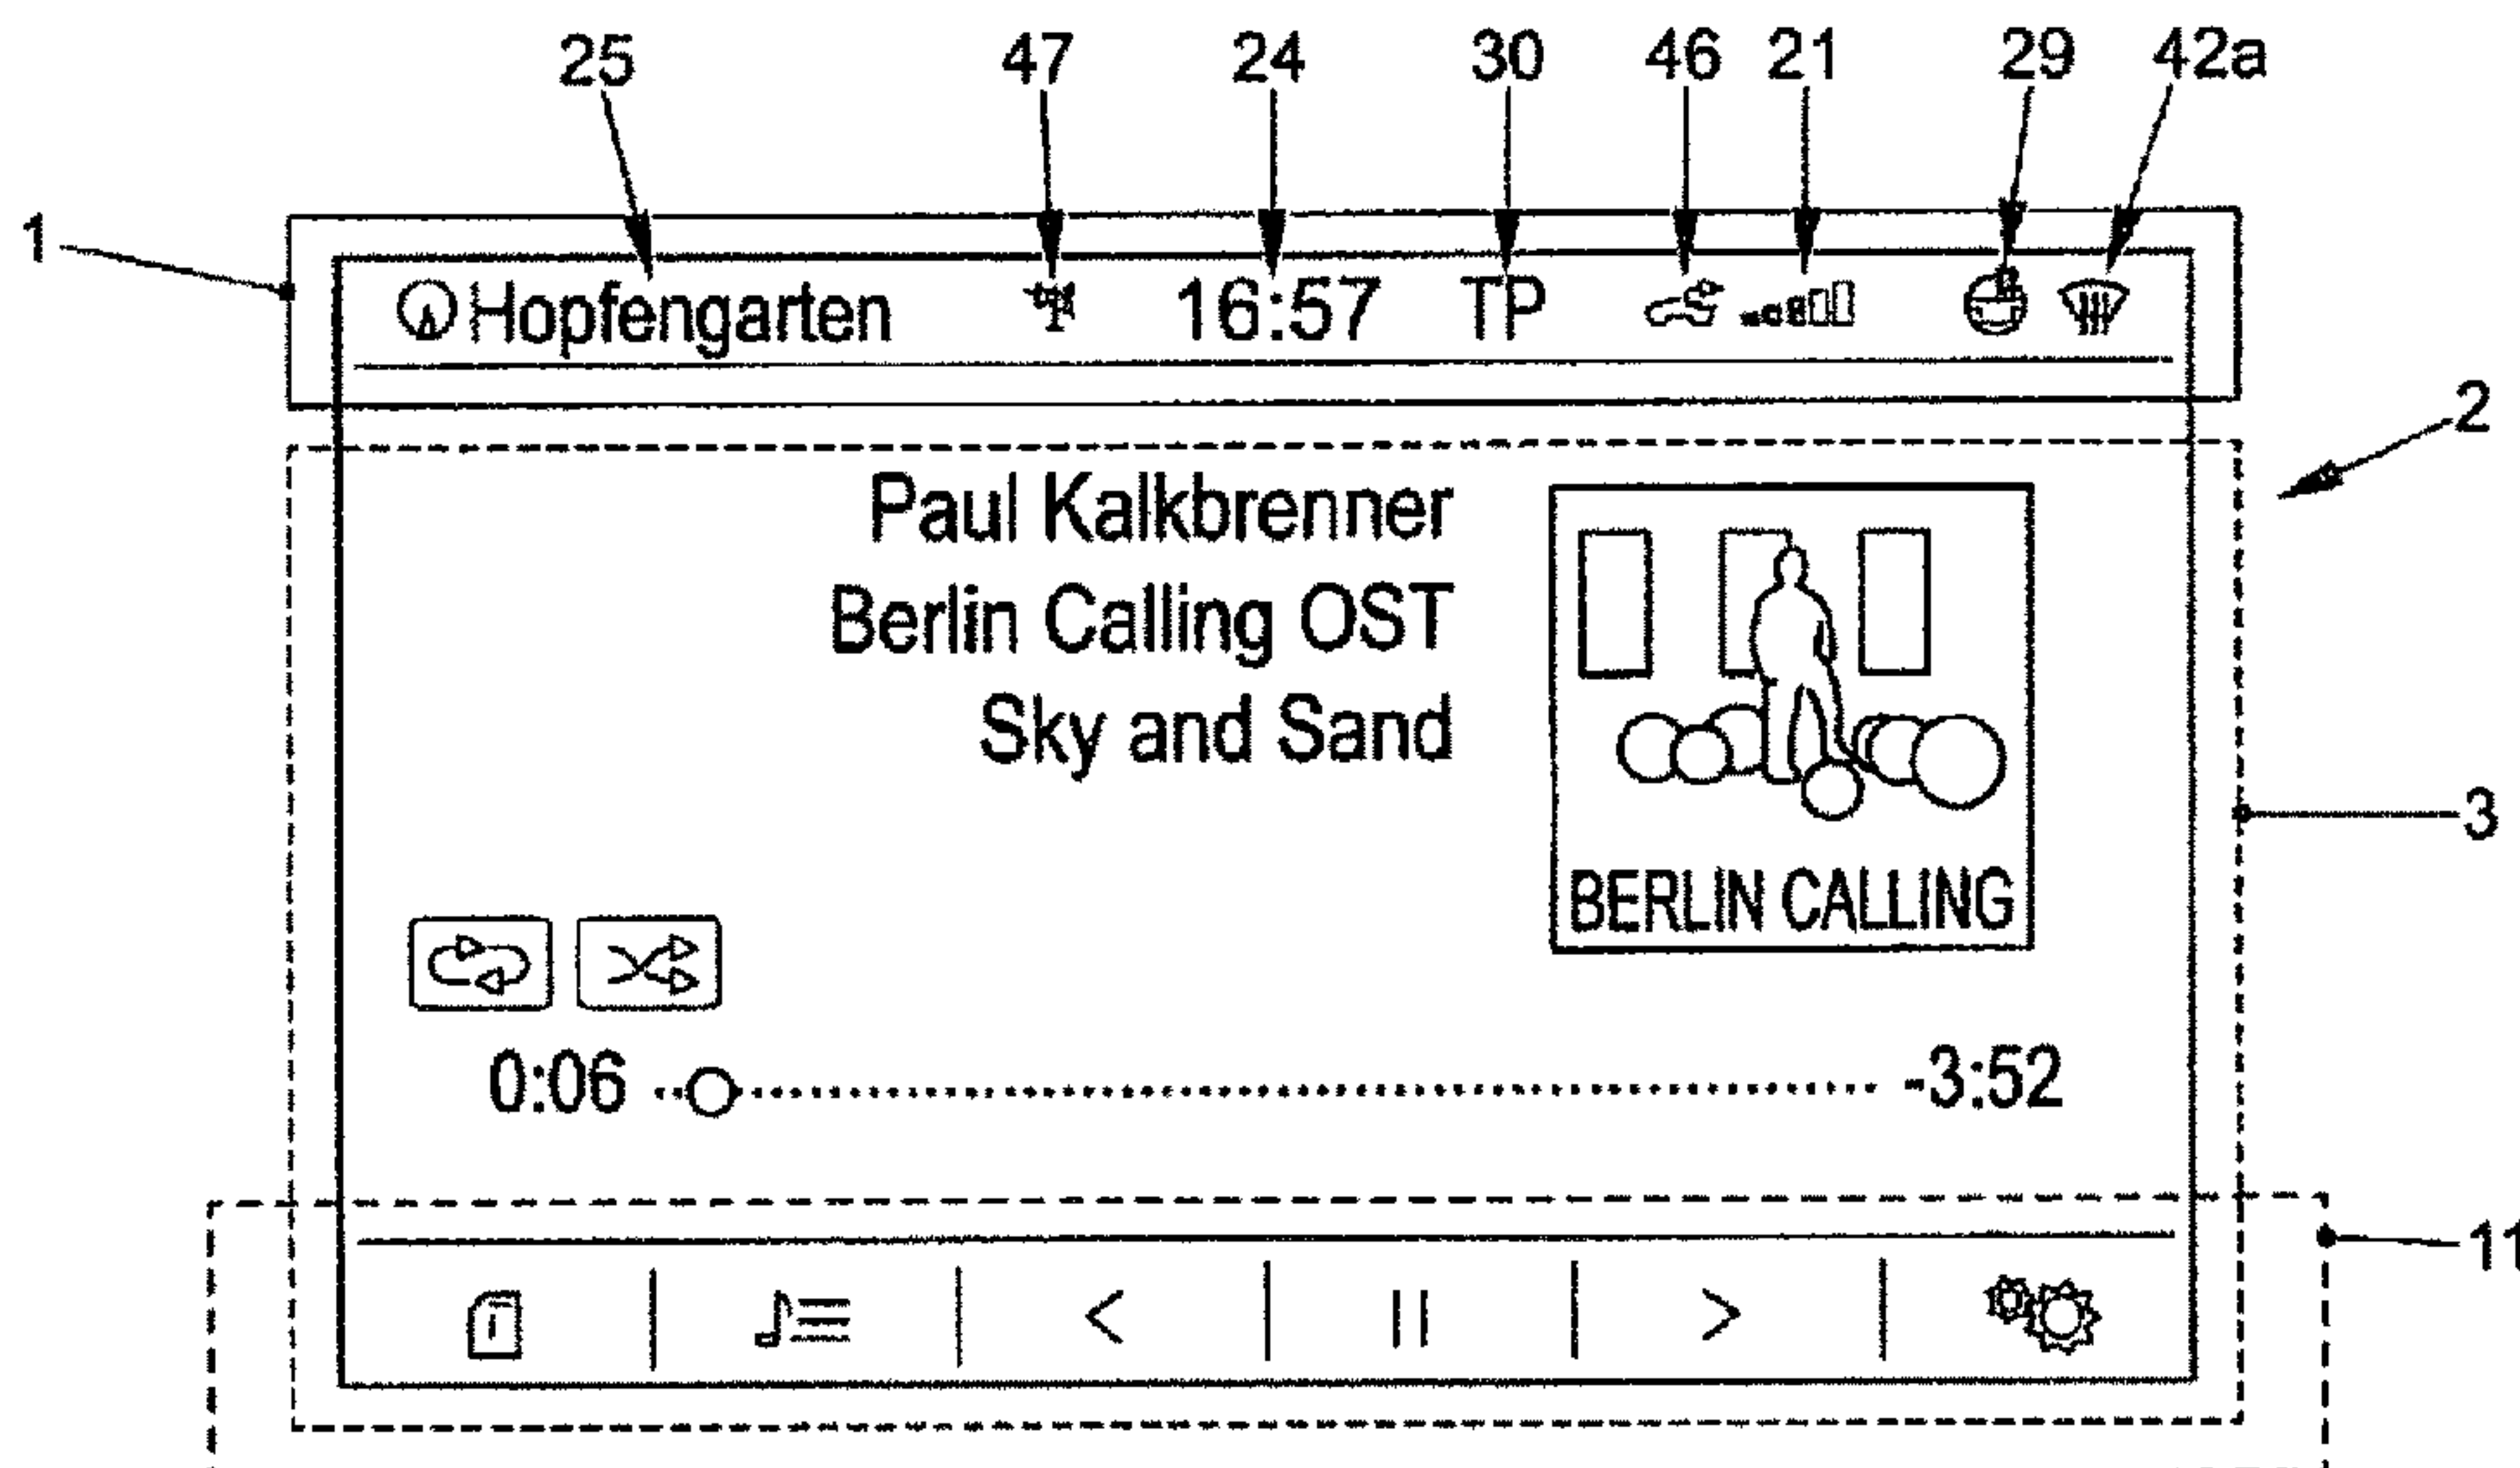 25 47 24 30 46 21 29 42a
1
Hopfengarten 16:57 TP
2
Paul Kalkbrenner
Berlin Calling OST
Sky and Sand
3
BERLIN CALLING
0:06 -3:52
11
< || >